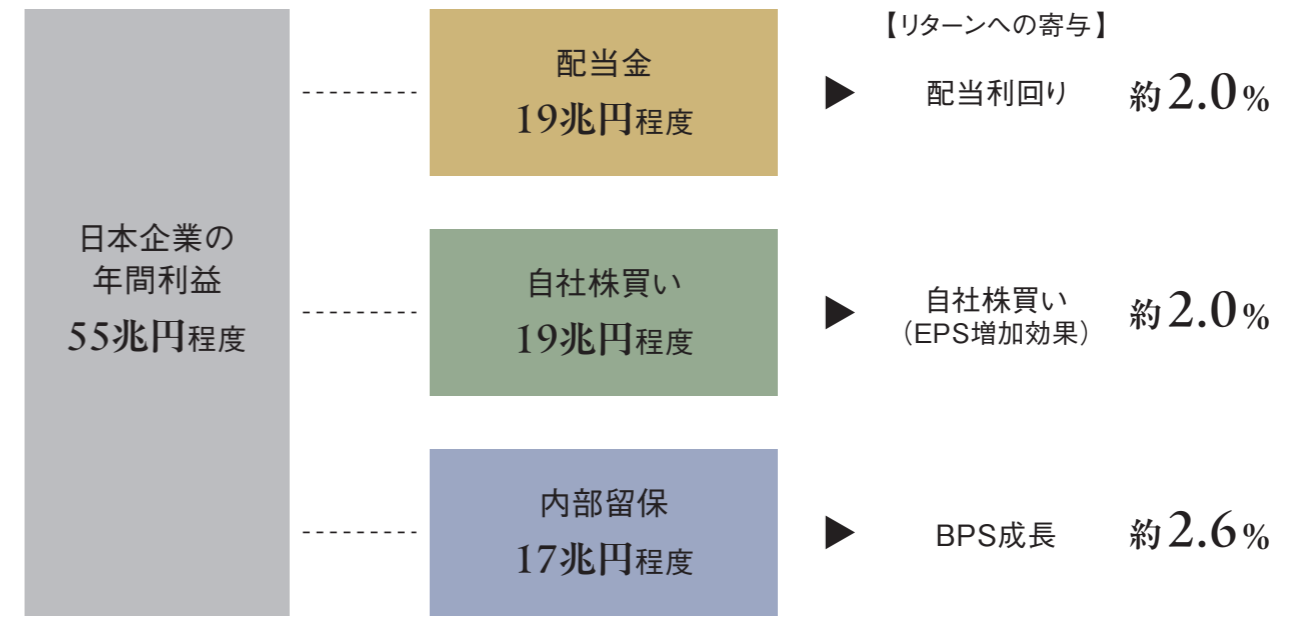 日本企業の
年間利益
55兆円程度
配当金
19兆円程度
自社株買い
19兆円程度
内部留保
17兆円程度
【リターンへの寄与】
配当利回り 約2.0%
自社株買い
（EPS増加効果） 約2.0%
BPS成長 約2.6%